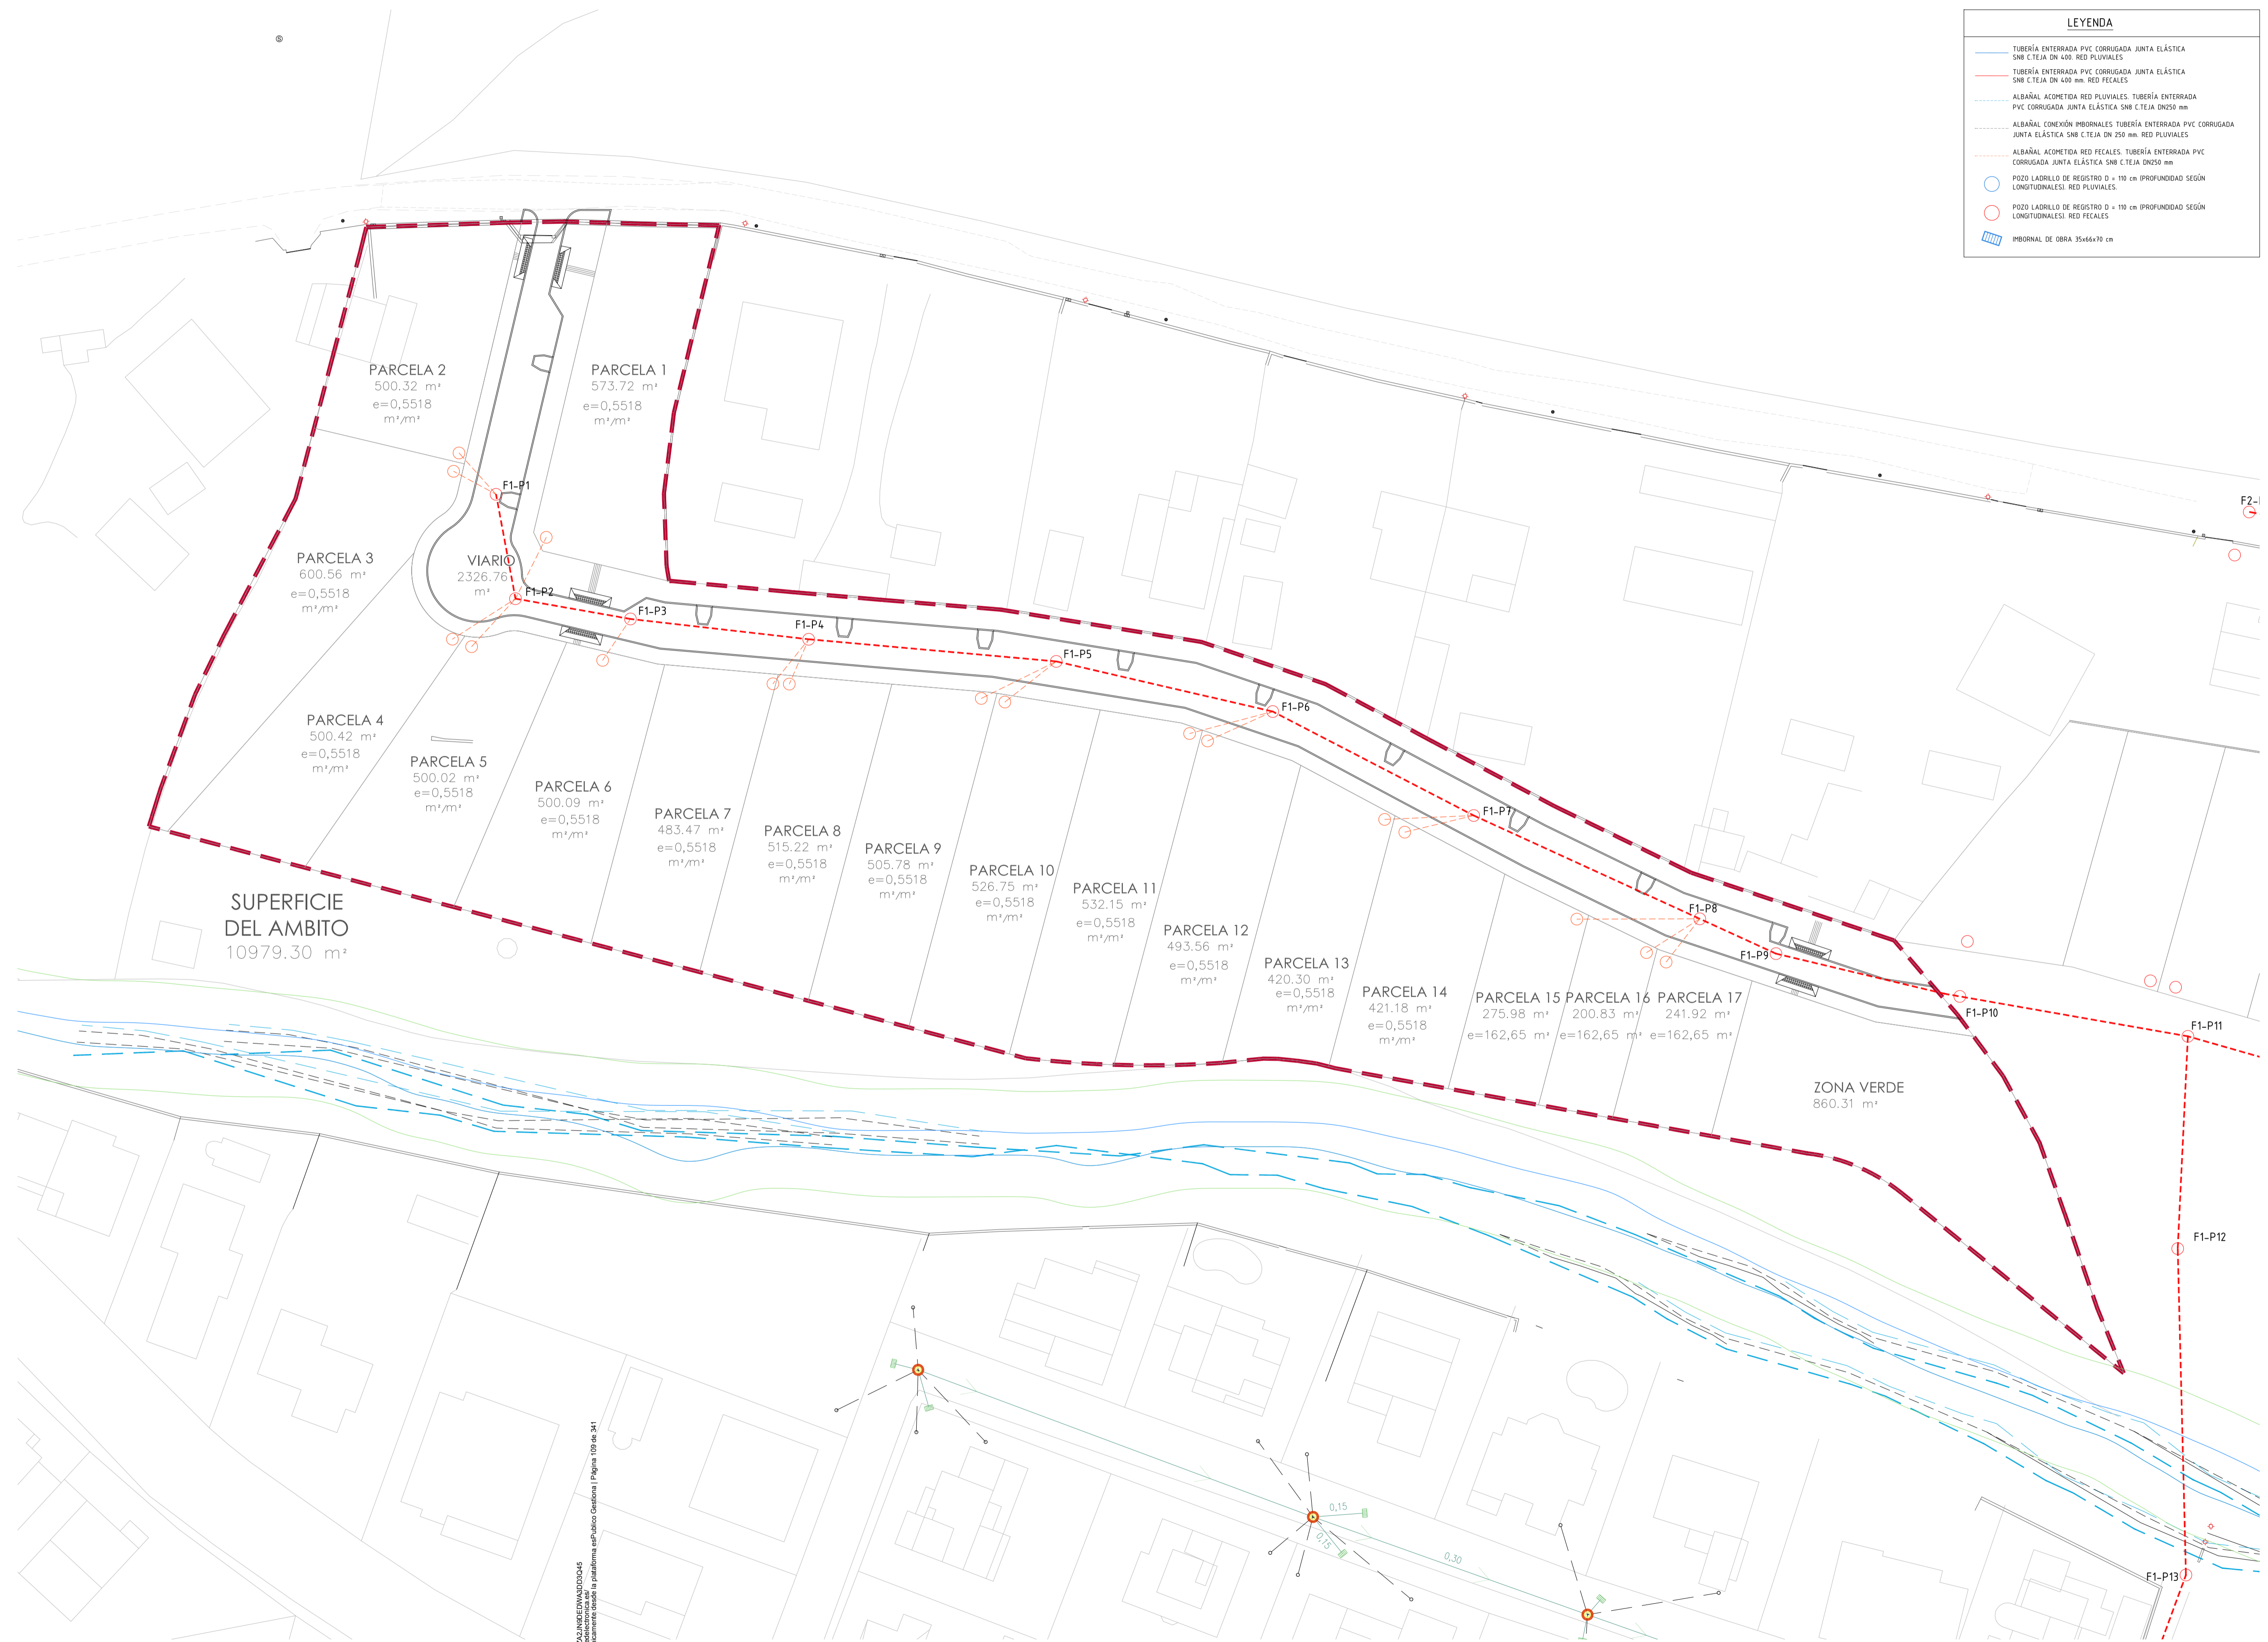 LEYENDA
TUBERÍA ENTERRADA PVC CORRUGADA JUNTA ELÁSTICA
SN8 C.TEJA DN 400. RED PLUVIALES
TUBERÍA ENTERRADA PVC CORRUGADA JUNTA ELÁSTICA
SN8 C.TEJA DN 400 mm. RED FECALES
ALBAÑAL ACOMETIDA RED PLUVIALES. TUBERÍA ENTERRADA
PVC CORRUGADA JUNTA ELÁSTICA SN8 C.TEJA DN250 mm
ALBAÑAL CONEXIÓN IMBORNALES TUBERÍA ENTERRADA PVC CORRUGADA
JUNTA ELÁSTICA SN8 C.TEJA DN 250 mm. RED PLUVIALES
ALBAÑAL ACOMETIDA RED FECALES. TUBERÍA ENTERRADA PVC
CORRUGADA JUNTA ELÁSTICA SN8 C.TEJA DN250 mm
POZO LADRILLO DE REGISTRO D = 110 cm (PROFUNDIDAD SEGÚN
LONGITUDINALES). RED PLUVIALES.
POZO LADRILLO DE REGISTRO D = 110 cm (PROFUNDIDAD SEGÚN
LONGITUDINALES). RED FECALES
IMBORNAL DE OBRA 35x66x70 cm
PARCELA 2
500.32 m²
e=0,5518
m²/m²
PARCELA 1
573.72 m²
e=0,5518
m²/m²
F1-P1
F2-
PARCELA 3
600.56 m²
e=0,5518
m²/m²
VIARIO
2326.76
m²
F1-P2
F1-P3
F1-P4
F1-P5
F1-P6
F1-P7
F1-P8
F1-P9
F1-P10
F1-P11
F1-P12
F1-P13
PARCELA 4
500.42 m²
e=0,5518
m²/m²
PARCELA 5
500.02 m²
e=0,5518
m²/m²
PARCELA 6
500.09 m²
e=0,5518
m²/m²
PARCELA 7
483.47 m²
e=0,5518
m²/m²
PARCELA 8
515.22 m²
e=0,5518
m²/m²
PARCELA 9
505.78 m²
e=0,5518
m²/m²
PARCELA 10
526.75 m²
e=0,5518
m²/m²
PARCELA 11
532.15 m²
e=0,5518
m²/m²
PARCELA 12
493.56 m²
e=0,5518
m²/m²
PARCELA 13
420.30 m²
e=0,5518
m²/m²
PARCELA 14
421.18 m²
e=0,5518
m²/m²
PARCELA 15
275.98 m²
e=162,65 m²
PARCELA 16
200.83 m²
e=162,65 m²
PARCELA 17
241.92 m²
e=162,65 m²
SUPERFICIE
DEL AMBITO
10979.30 m²
ZONA VERDE
860.31 m²
0,15
0,15
0,30
edelectronica.es/
nicamente desde la plataforma esPublico Gestiona | Página 109 de 341